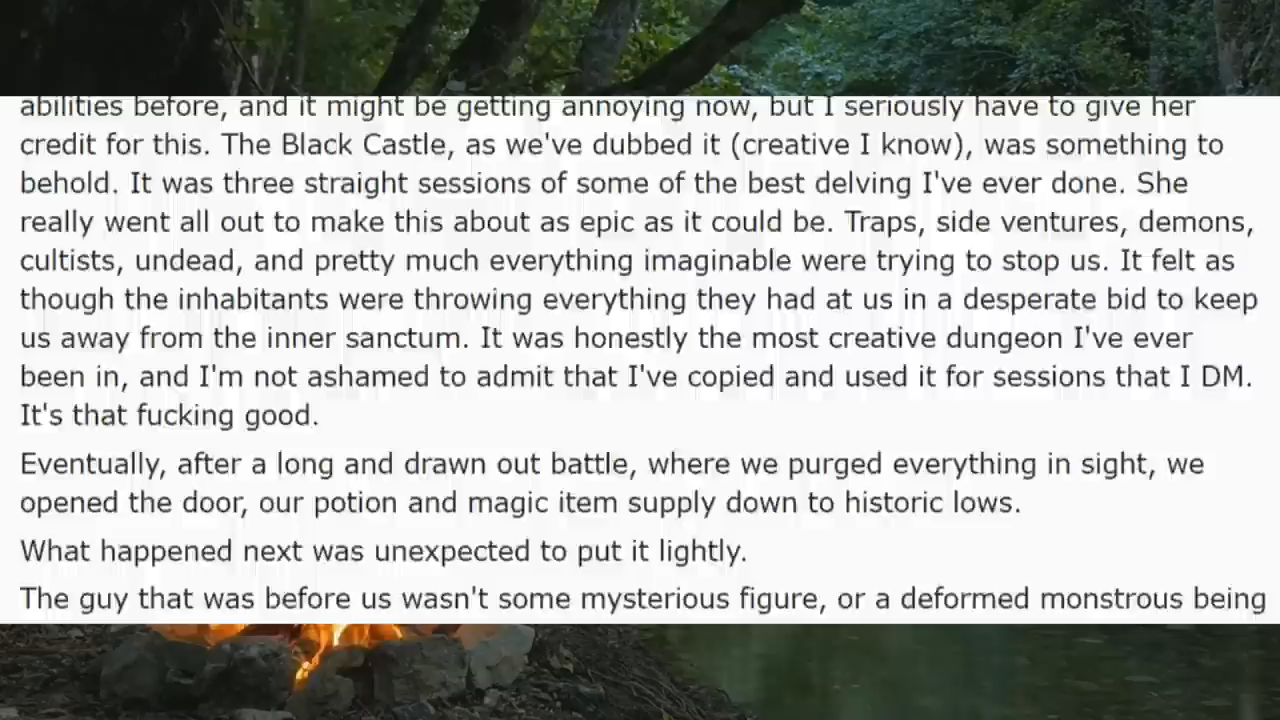 abilities before, and it might be getting annoying now, but I seriously have to give her
credit for this. The Black Castle, as we've dubbed it (creative I know), was something to
behold. It was three straight sessions of some of the best delving I've ever done. She
really went all out to make this about as epic as it could be. Traps, side ventures, demons,
cultists, undead, and pretty much everything imaginable were trying to stop us. It felt as
though the inhabitants were throwing everything they had at us in a desperate bid to keep
us away from the inner sanctum. It was honestly the most creative dungeon I've ever
been in, and I'm not ashamed to admit that I've copied and used it for sessions that I DM.
It's that fucking good.
Eventually, after a long and drawn out battle, where we purged everything in sight, we
opened the door, our potion and magic item supply down to historic lows.
What happened next was unexpected to put it lightly.
The guy that was before us wasn't some mysterious figure, or a deformed monstrous being